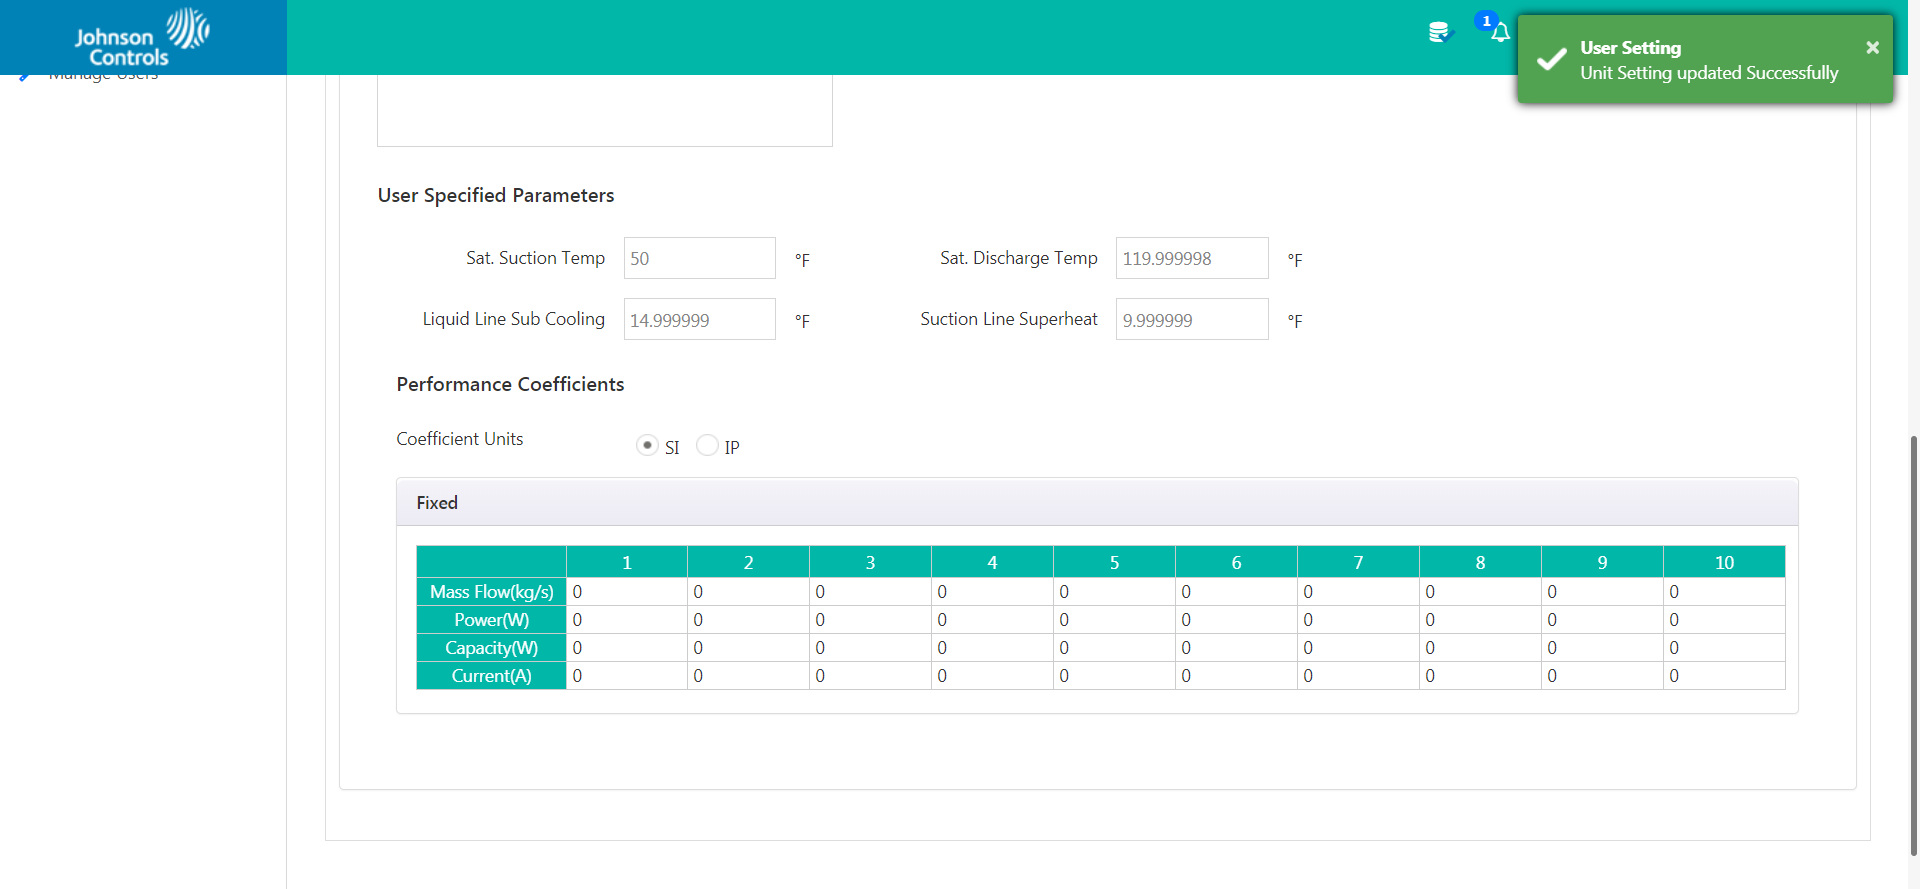 Johnson
Controls
1
User Setting
Unit Setting updated Successfully
Manage Users
User Specified Parameters
Sat. Suction Temp 50 °F Sat. Discharge Temp 119.999998 °F
Liquid Line Sub Cooling 14.999999 °F Suction Line Superheat 9.999999 °F
Performance Coefficients
Coefficient Units SI IP
Fixed
1 2 3 4 5 6 7 8 9 10
Mass Flow(kg/s) 0 0 0 0 0 0 0 0 0 0
Power(W) 0 0 0 0 0 0 0 0 0 0
Capacity(W) 0 0 0 0 0 0 0 0 0 0
Current(A) 0 0 0 0 0 0 0 0 0 0